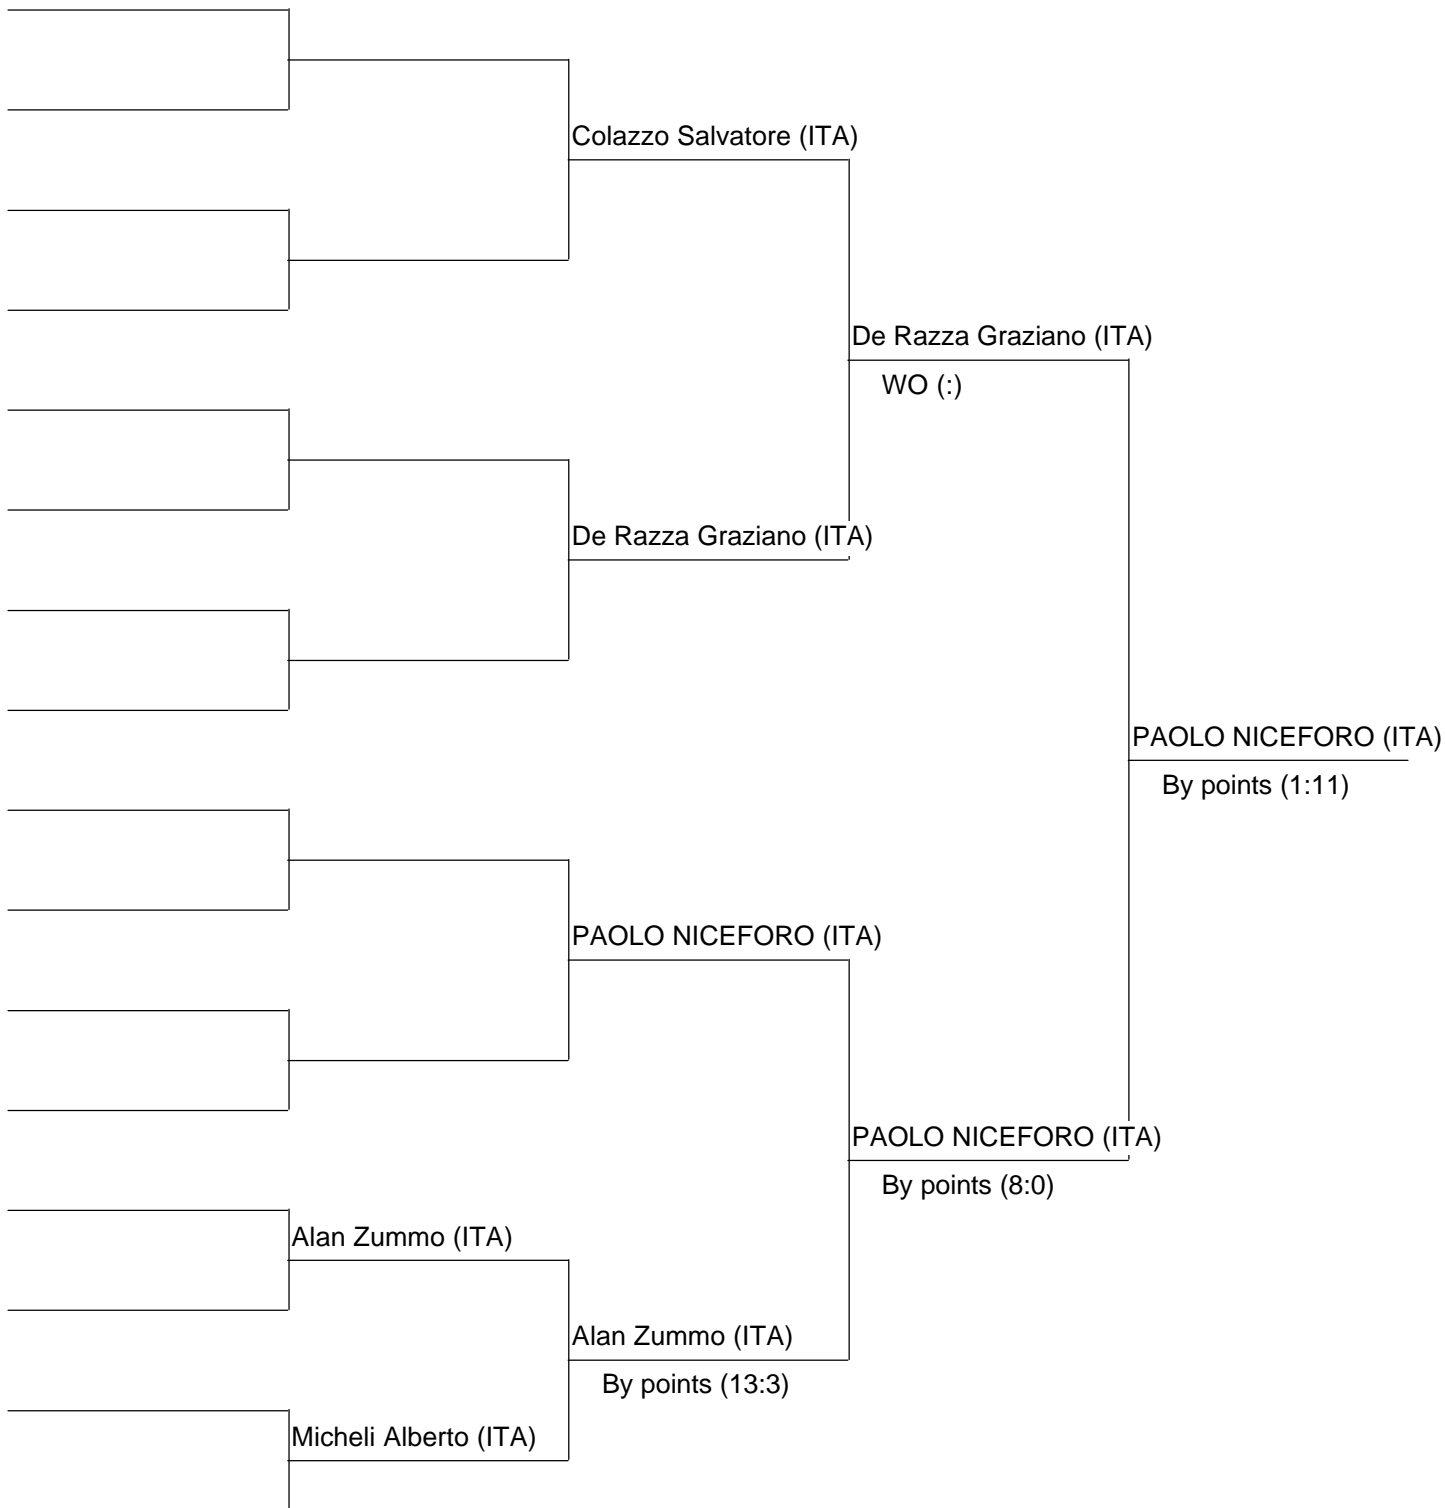 Colazzo Salvatore (ITA)
De Razza Graziano (ITA)
WO (:)
De Razza Graziano (ITA)
PAOLO NICEFORO (ITA)
By points (1:11)
PAOLO NICEFORO (ITA)
PAOLO NICEFORO (ITA)
By points (8:0)
Alan Zummo (ITA)
Alan Zummo (ITA)
By points (13:3)
Micheli Alberto (ITA)